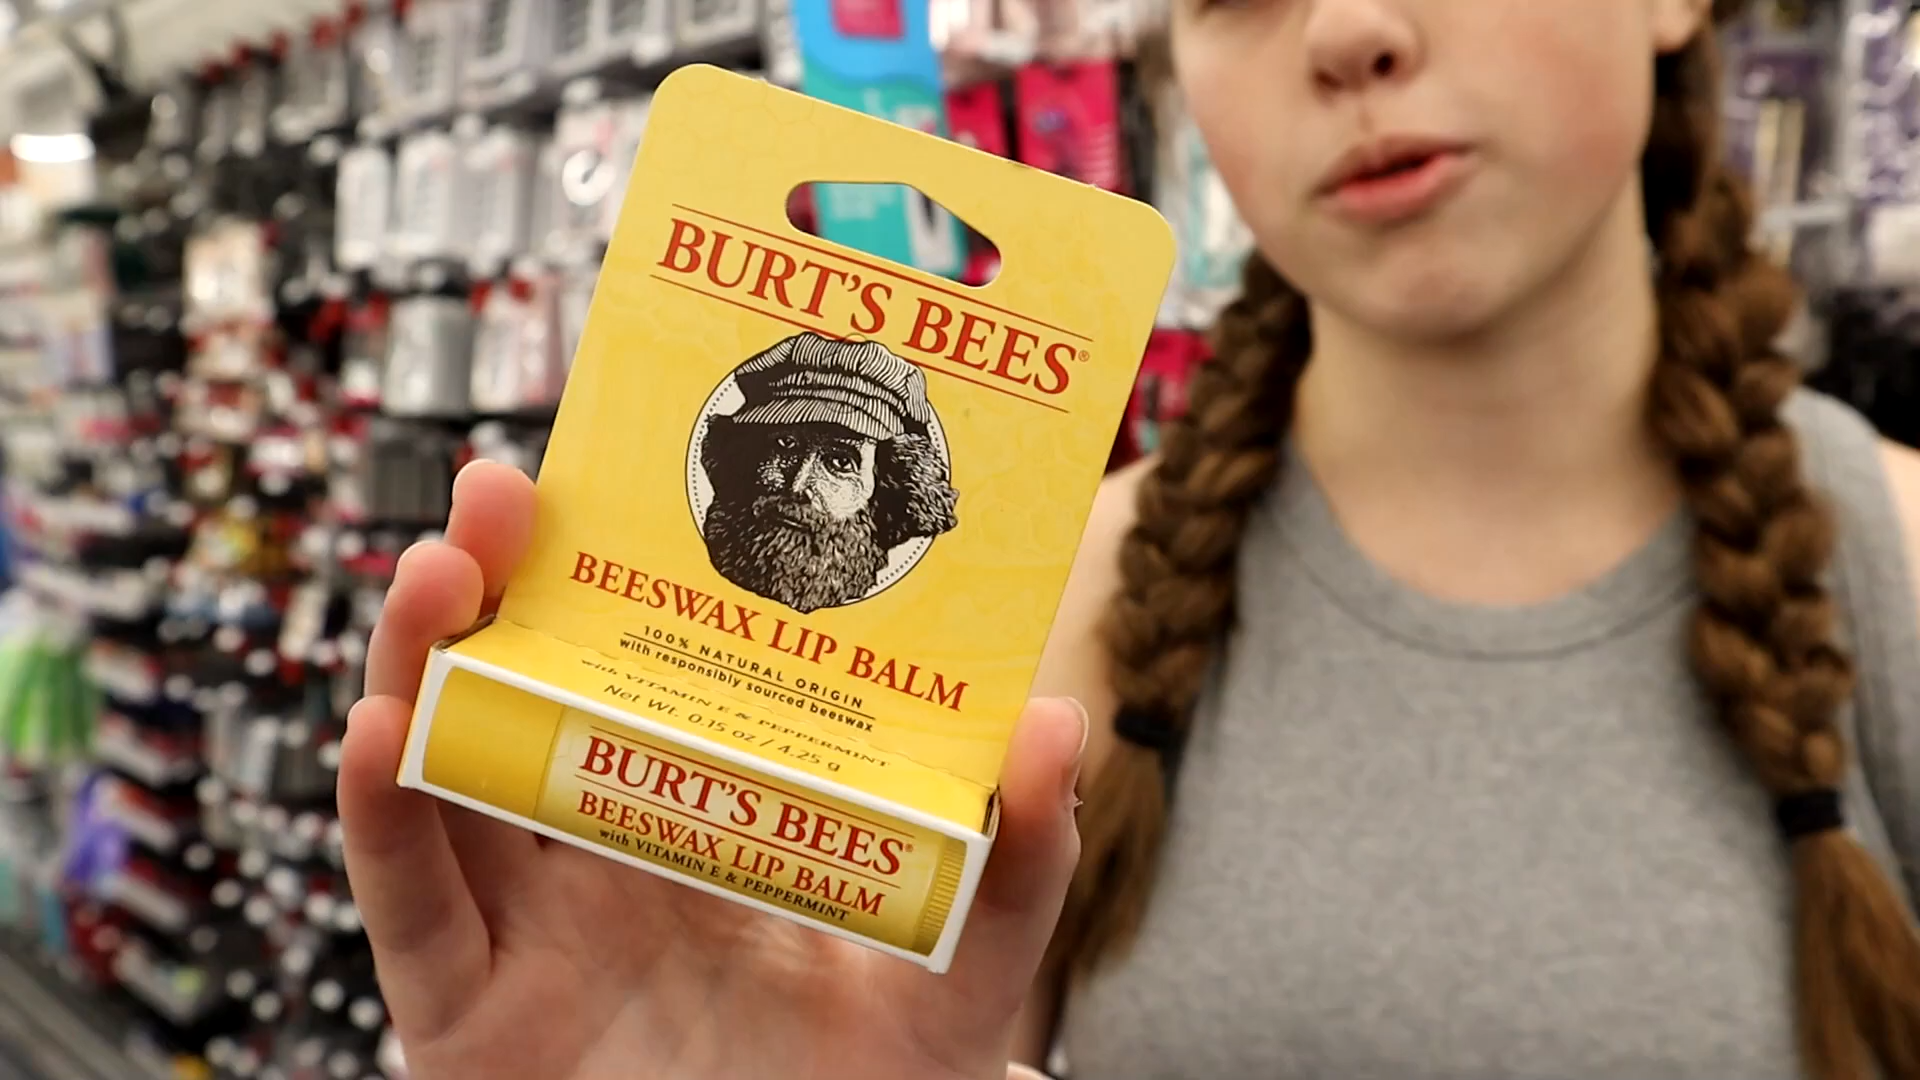 BURT'S BEES®
BEESWAX LIP BALM
100% NATURAL ORIGIN
with responsibly sourced beeswax
with VITAMIN E & PEPPERMINT
Net Wt. 0.15 oz / 4.25 g
BURT'S BEES®
BEESWAX LIP BALM
with VITAMIN E & PEPPERMINT